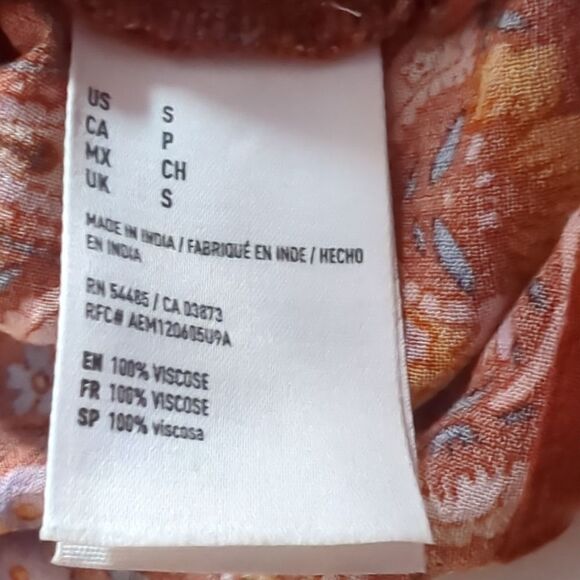 US S
CA P
MX CH
UK S
MADE IN INDIA / FABRIQUÉ EN INDE / HECHO
EN INDIA
RN 54485 / CA 03873
RFC# AEM120605U9A
EN 100% VISCOSE
FR 100% VISCOSE
SP 100% viscosa